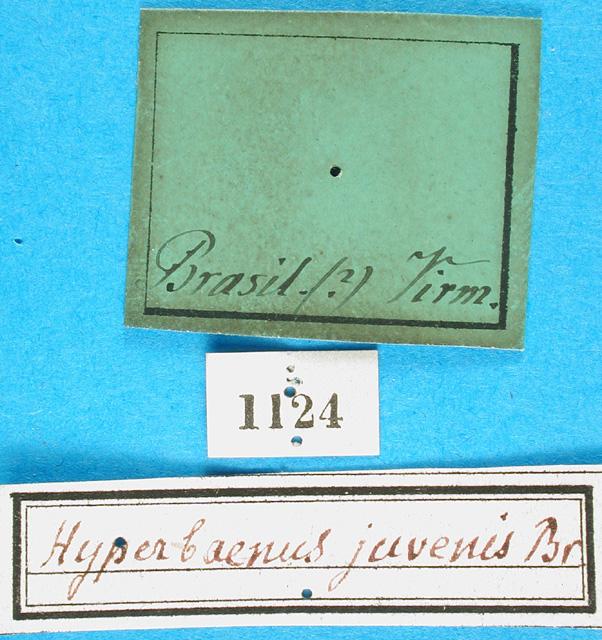 Brasil.(?) Virm.
1124
Hyperbaenus juvenis Br